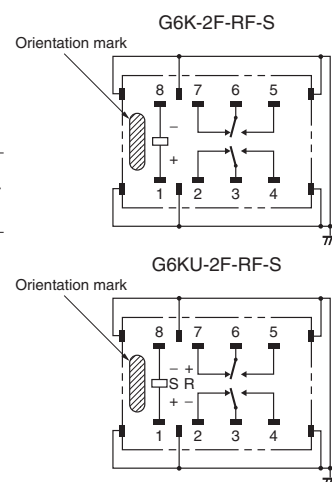 G6K-2F-RF-S
Orientation mark
8 7 6 5
−
+
1 2 3 4
G6KU-2F-RF-S
Orientation mark
8 7 6 5
− +
S R
+ −
1 2 3 4